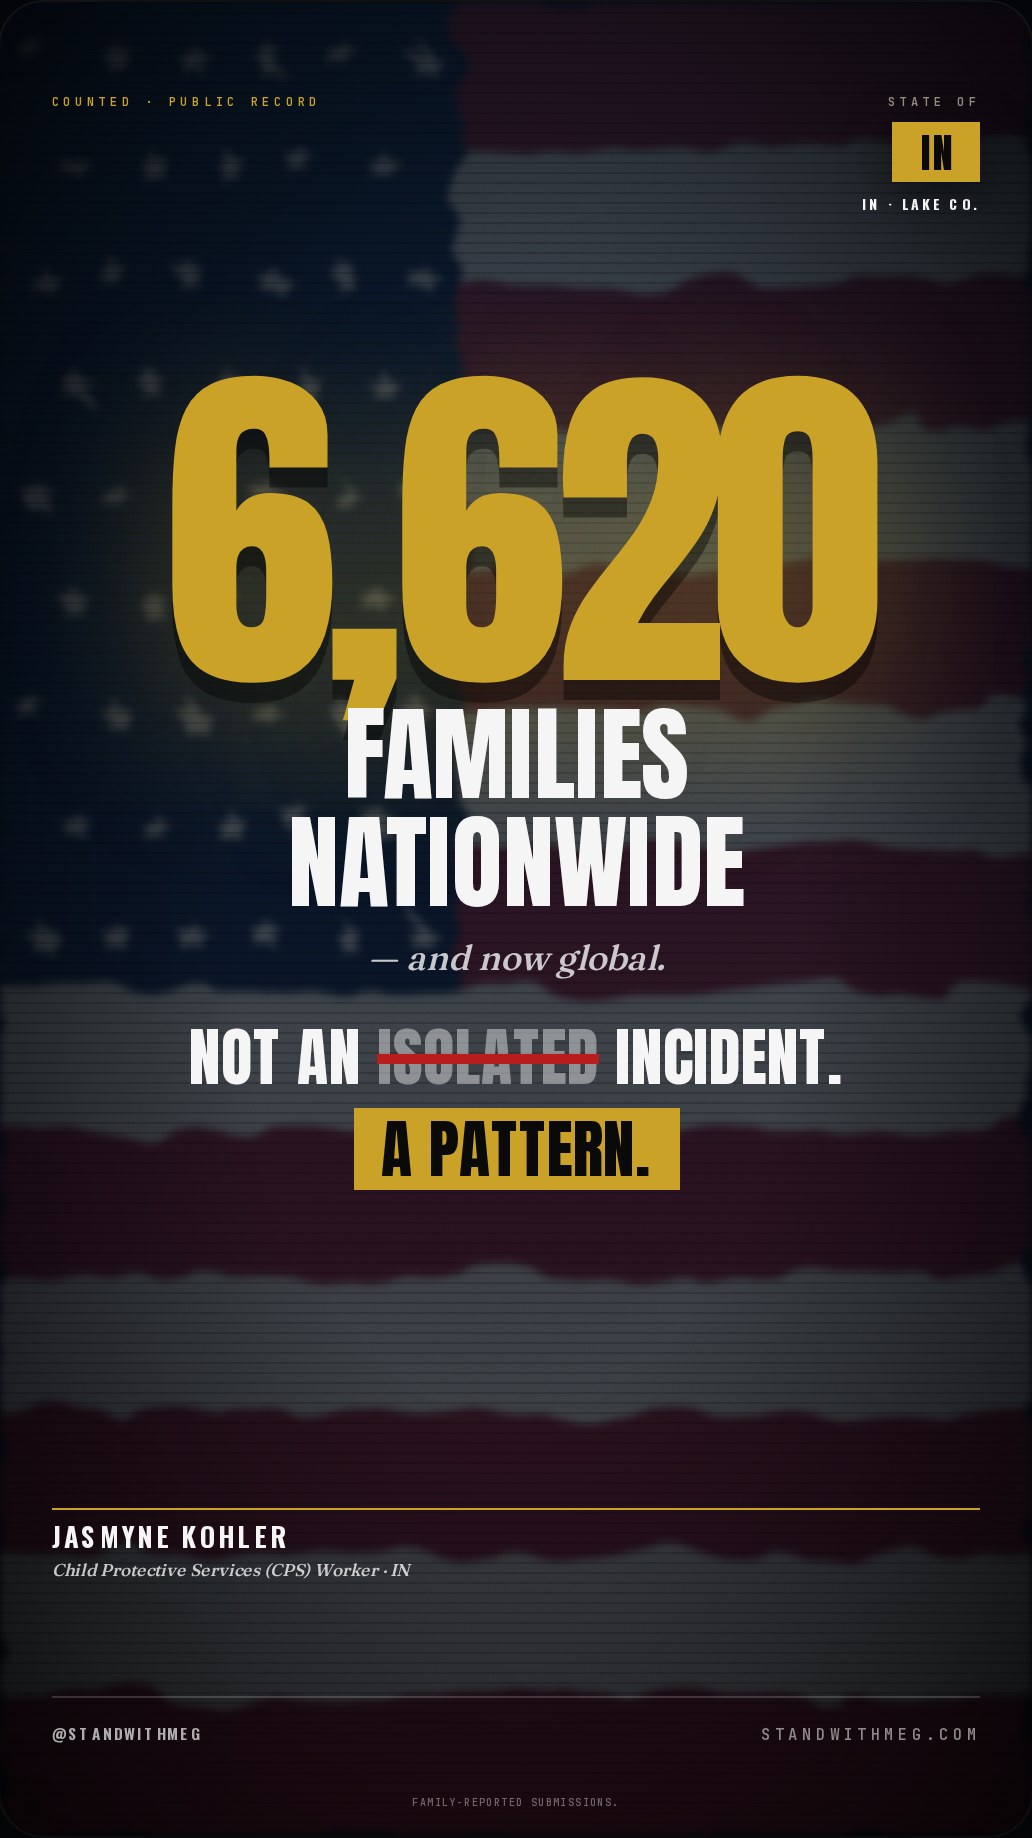 COUNTED · PUBLIC RECORD
STATE OF
IN
IN · LAKE CO.
6,620
FAMILIES
NATIONWIDE
— and now global.
NOT AN ISOLATED INCIDENT.
A PATTERN.
JASMYNE KOHLER
Child Protective Services (CPS) Worker · IN
@STANDWITHMEG
STANDWITHMEG.COM
FAMILY-REPORTED SUBMISSIONS.